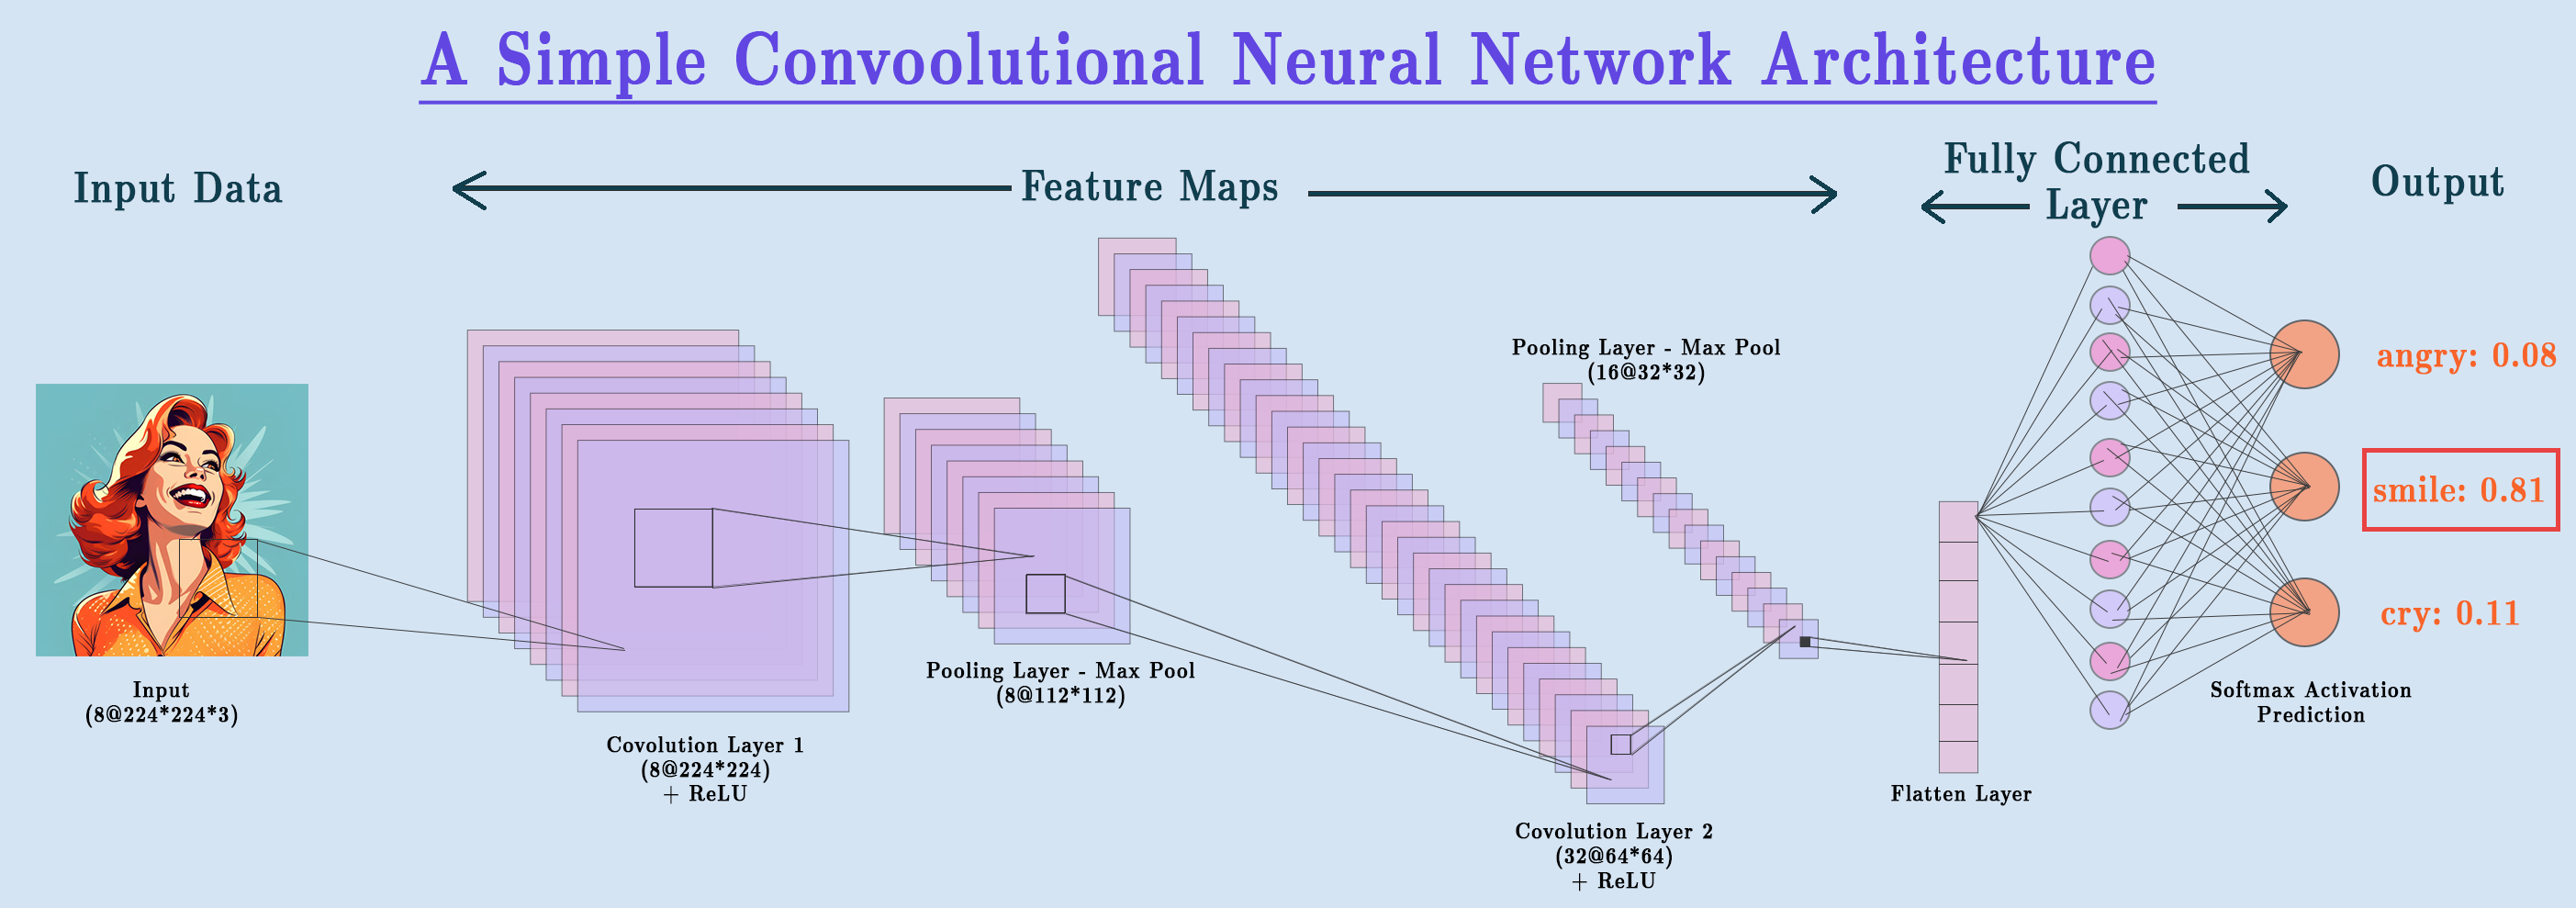 A Simple Convoolutional Neural Network Architecture
Input Data
Feature Maps
Fully Connected
Layer
Output
Input
(8@224*224*3)
Covolution Layer 1
(8@224*224)
+ ReLU
Pooling Layer - Max Pool
(8@112*112)
Covolution Layer 2
(32@64*64)
+ ReLU
Pooling Layer - Max Pool
(16@32*32)
Flatten Layer
Softmax Activation
Prediction
angry: 0.08
smile: 0.81
cry: 0.11